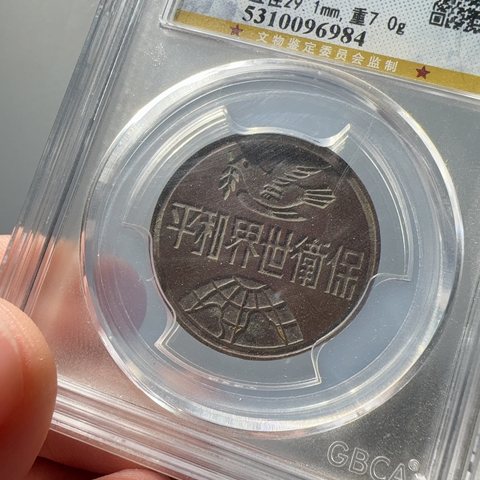 直径29.1mm,重7.0g
5310096984
★文物鉴定委员会监制★
平和界世衛保
GBCA®